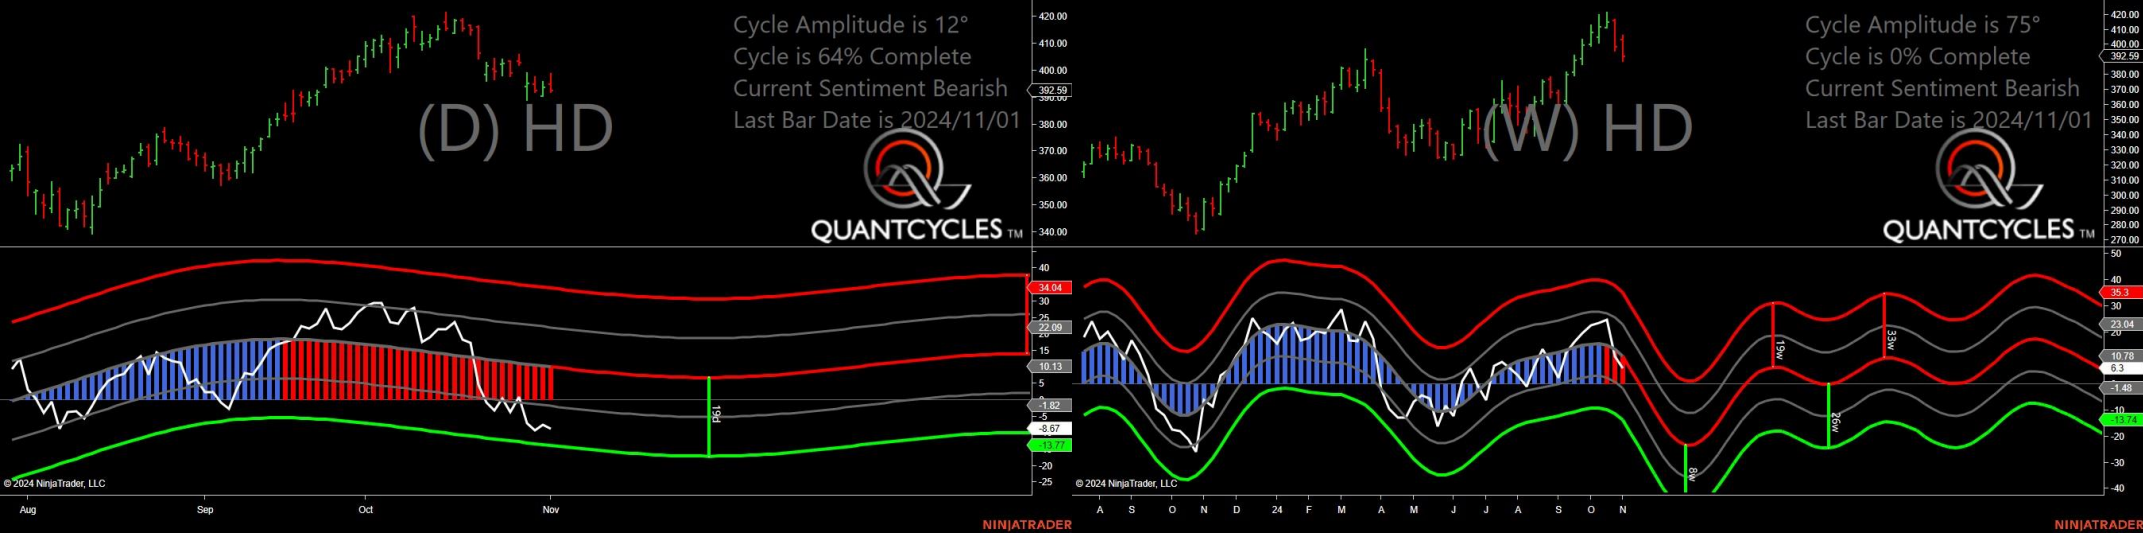 Cycle Amplitude is 12°
Cycle is 64% Complete
Current Sentiment Bearish
Last Bar Date is 2024/11/01
(D) HD
QUANTCYCLES TM
420.00
410.00
400.00
392.59
390.00
380.00
370.00
360.00
350.00
340.00
40
34.04
30
25
22.09
15
10.13
5
-1.82
-5
-8.67
-13.77
-20
-25
19d
© 2024 NinjaTrader, LLC
Aug Sep Oct Nov
NINJATRADER
Cycle Amplitude is 75°
Cycle is 0% Complete
Current Sentiment Bearish
Last Bar Date is 2024/11/01
(W) HD
QUANTCYCLES TM
420.00
410.00
400.00
392.59
380.00
370.00
360.00
350.00
340.00
330.00
320.00
310.00
300.00
290.00
280.00
270.00
50
40
35.3
30
23.04
20
10.78
6.3
-1.48
-10
-13.74
-20
-30
-40
8w
19w
26w
33w
© 2024 NinjaTrader, LLC
A S O N D 24 F M A M J J A S O N
NINJATRADER